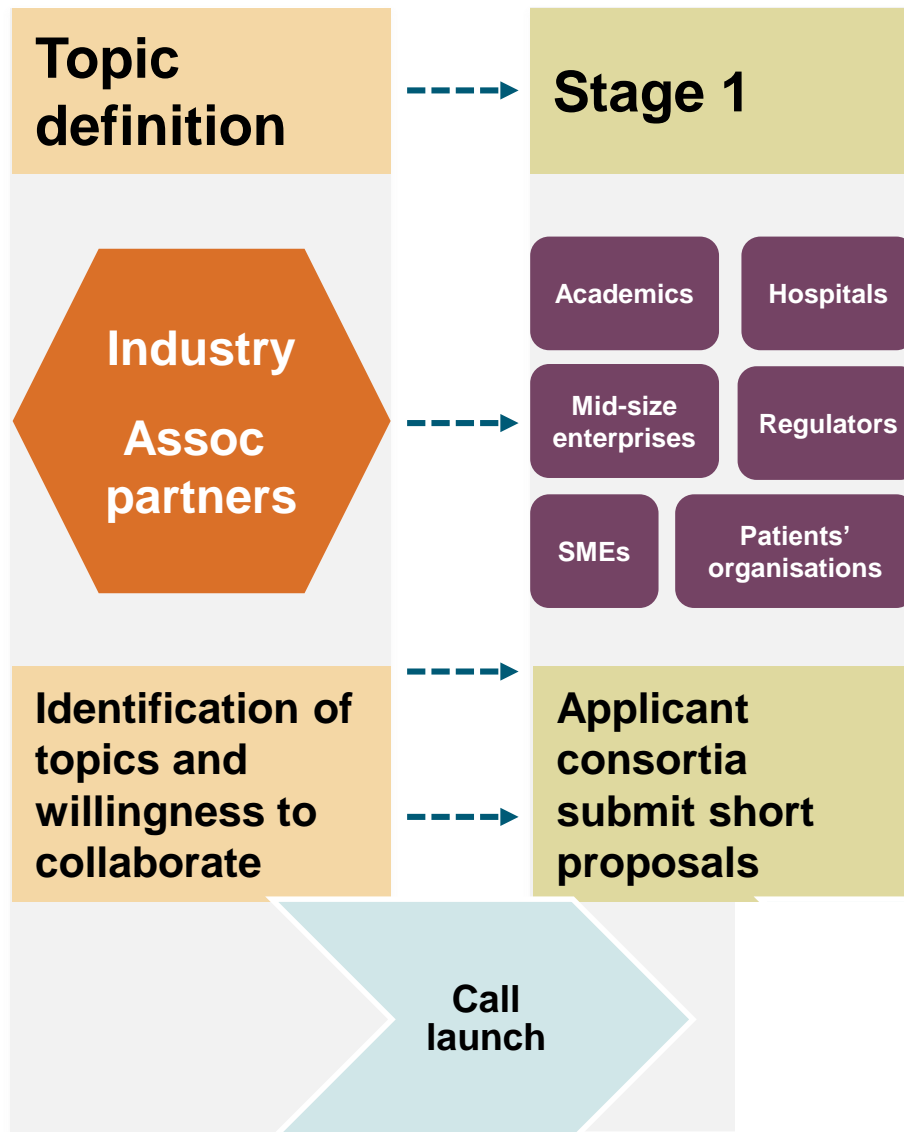 Topic
definition
Stage 1
Industry
Assoc
partners
Academics
Hospitals
Mid-size
enterprises
Regulators
SMEs
Patients’
organisations
Identification of
topics and
willingness to
collaborate
Applicant
consortia
submit short
proposals
Call
launch